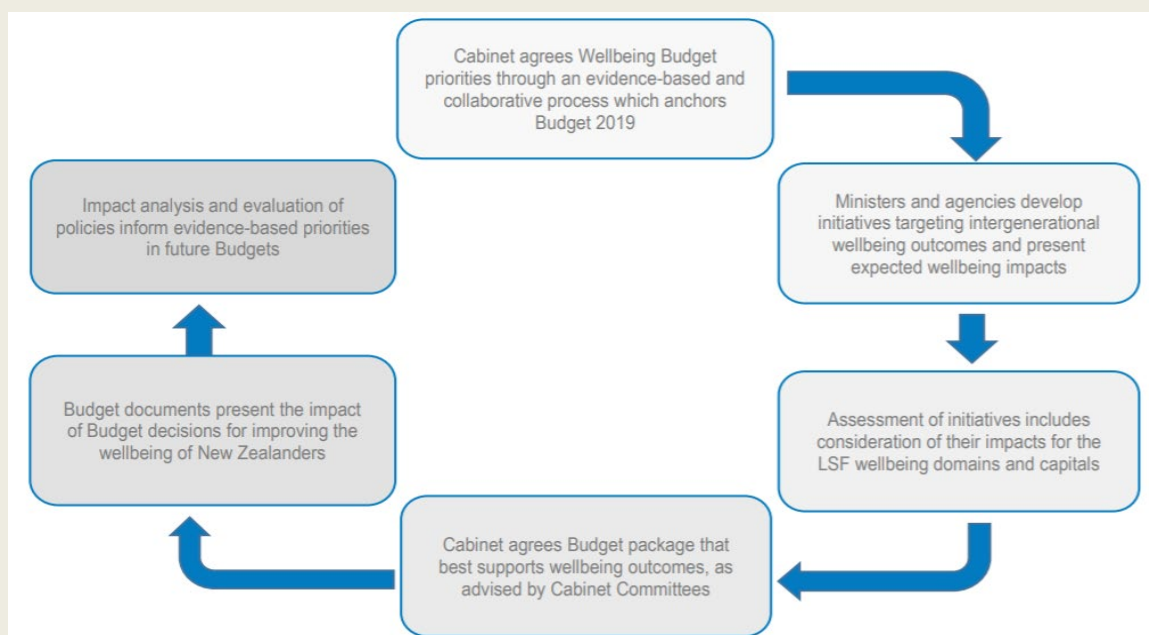 Cabinet agrees Wellbeing Budget
priorities through an evidence-based and
collaborative process which anchors
Budget 2019
Ministers and agencies develop
initiatives targeting intergenerational
wellbeing outcomes and present
expected wellbeing impacts
Assessment of initiatives includes
consideration of their impacts for the
LSF wellbeing domains and capitals
Cabinet agrees Budget package that
best supports wellbeing outcomes, as
advised by Cabinet Committees
Budget documents present the impact
of Budget decisions for improving the
wellbeing of New Zealanders
Impact analysis and evaluation of
policies inform evidence-based priorities
in future Budgets